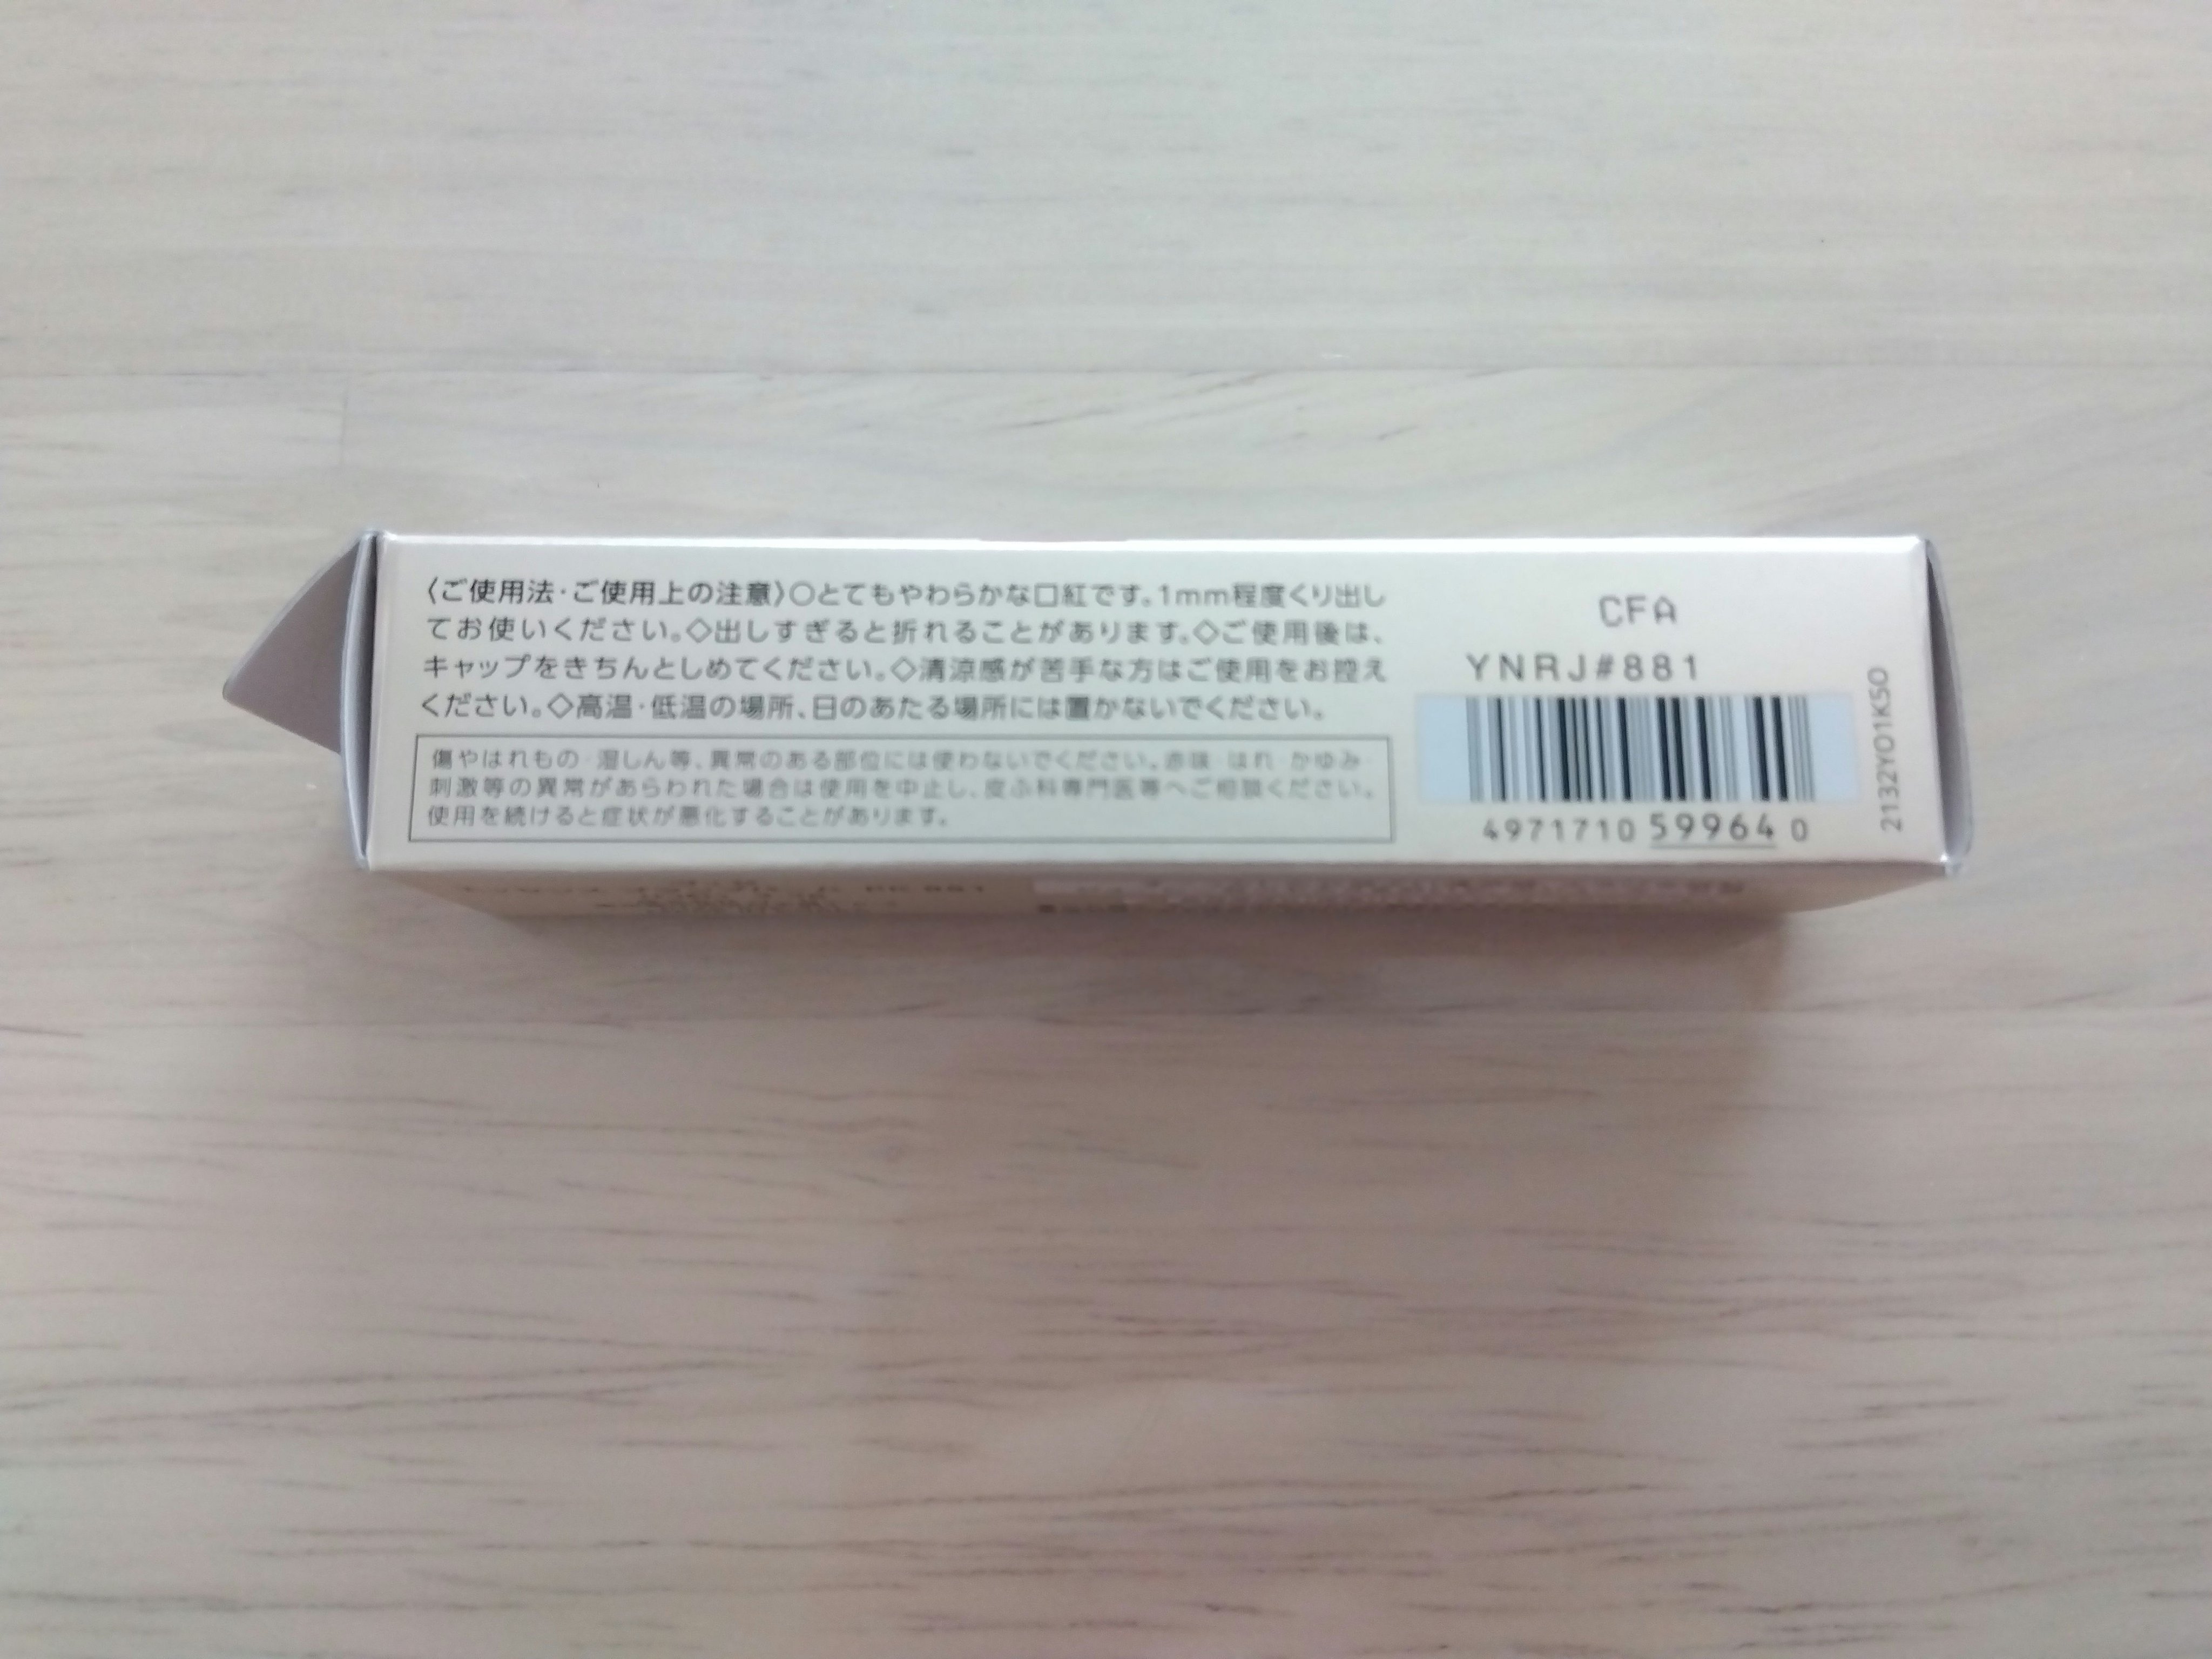 〈ご使用法･ご使用上の注意〉○とてもやわらかな口紅です。1mm程度くり出し
てお使いください。◇出しすぎると折れることがあります。◇ご使用後は、
キャップをきちんとしめてください。◇清涼感が苦手な方はご使用をお控え
ください。◇高温･低温の場所、日のあたる場所には置かないでください。
傷やはれもの･湿しん等、異常のある部位には使わないでください。赤味･はれ･かゆみ･
刺激等の異常があらわれた場合は使用を中止し、皮ふ科専門医等へご相談ください。
使用を続けると症状が悪化することがあります。
CFA
YNRJ#881
4971710 59964 0
2132YO1K5O
881